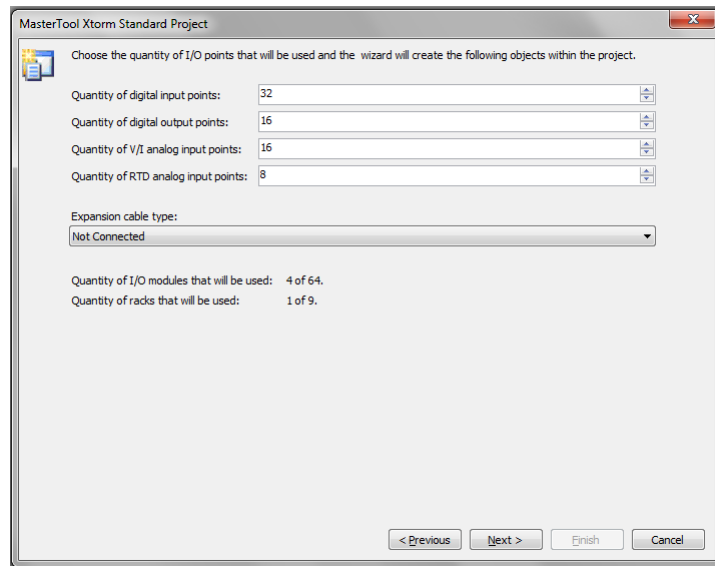 MasterTool Xtorm Standard Project
Choose the quantity of I/O points that will be used and the wizard will create the following objects within the project.
Quantity of digital input points: 32
Quantity of digital output points: 16
Quantity of V/I analog input points: 16
Quantity of RTD analog input points: 8
Expansion cable type:
Not Connected
Quantity of I/O modules that will be used: 4 of 64.
Quantity of racks that will be used: 1 of 9.
< Previous Next > Finish Cancel